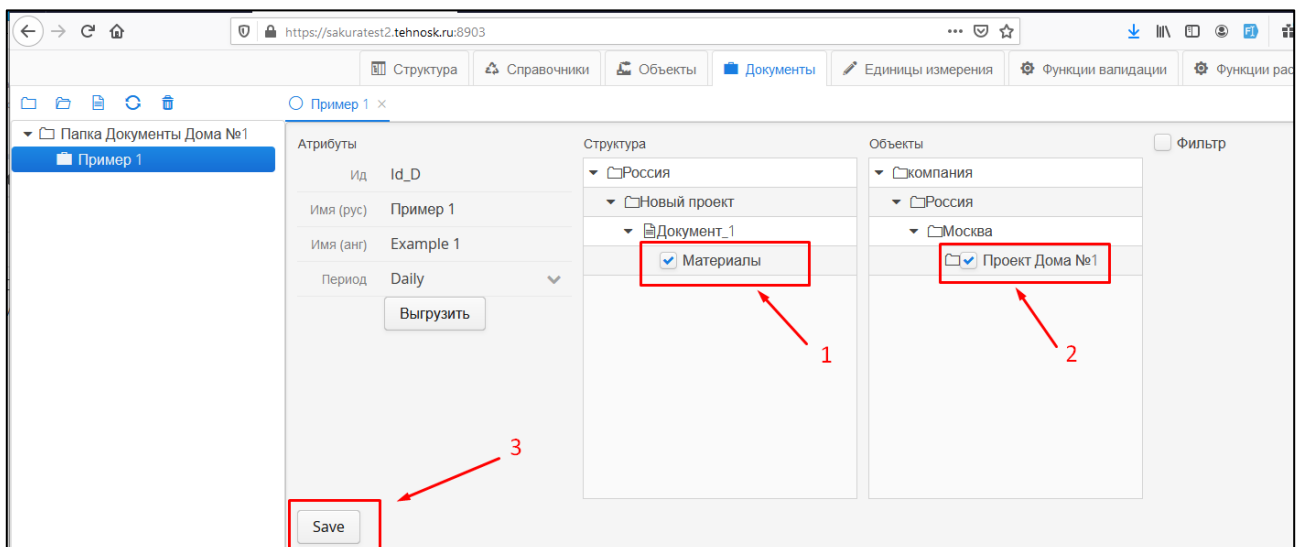 https://sakuratest2.tehnosk.ru:8903
Структура Справочники Объекты Документы Единицы измерения Функции валидации Функции рас
Пример 1 ×
Папка Документы Дома №1
Пример 1
Атрибуты Структура Объекты Фильтр
Ид Id_D Россия компания
Имя (рус) Пример 1 Новый проект Россия
Имя (анг) Example 1 Документ_1 Москва
Период Daily Материалы Проект Дома №1
Выгрузить
1 2
3
Save